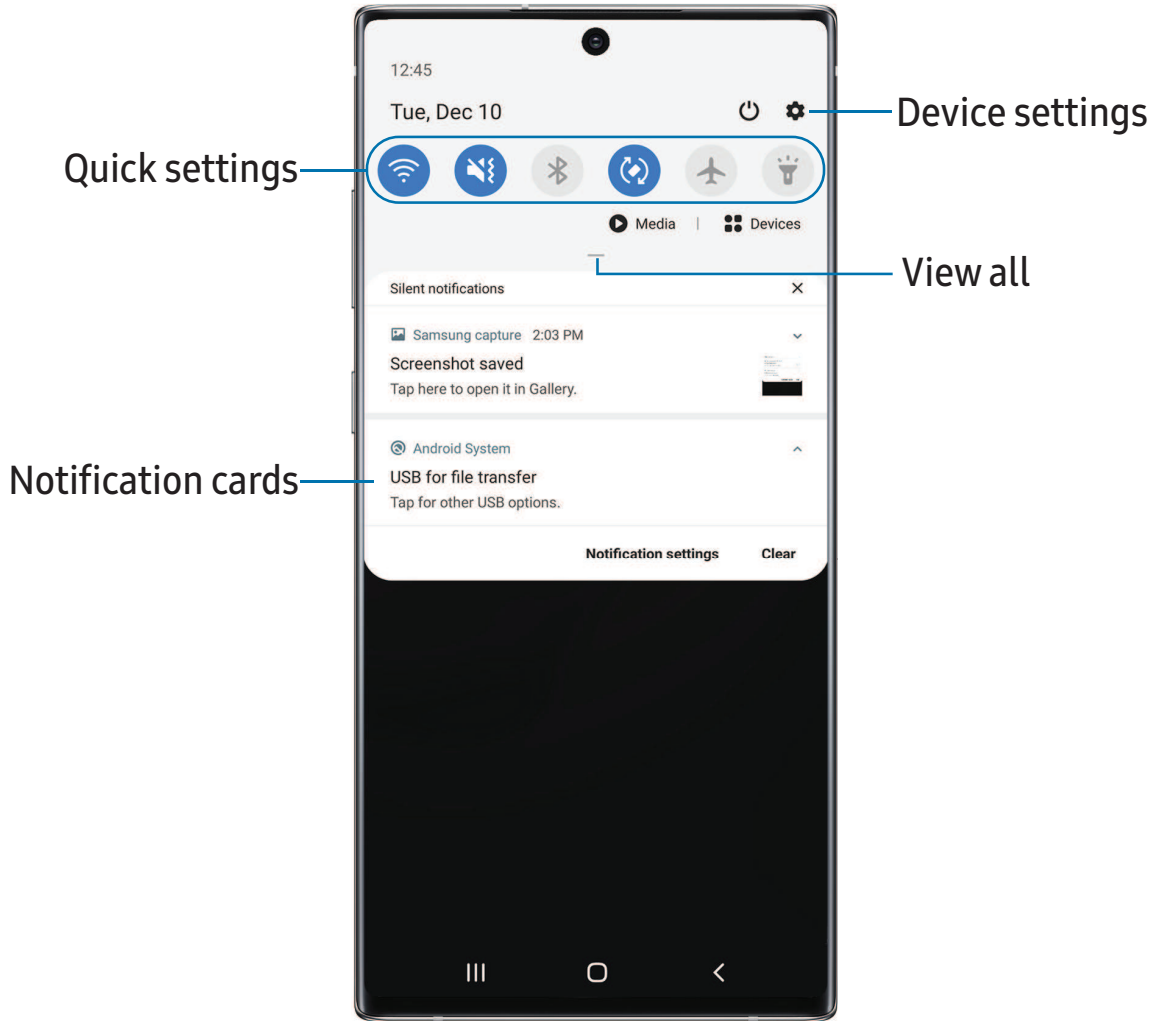 12:45
Tue, Dec 10
Device settings
Quick settings
Media | Devices
View all
Silent notifications
Samsung capture 2:03 PM
Screenshot saved
Tap here to open it in Gallery.
Android System
Notification cards
USB for file transfer
Tap for other USB options.
Notification settings Clear